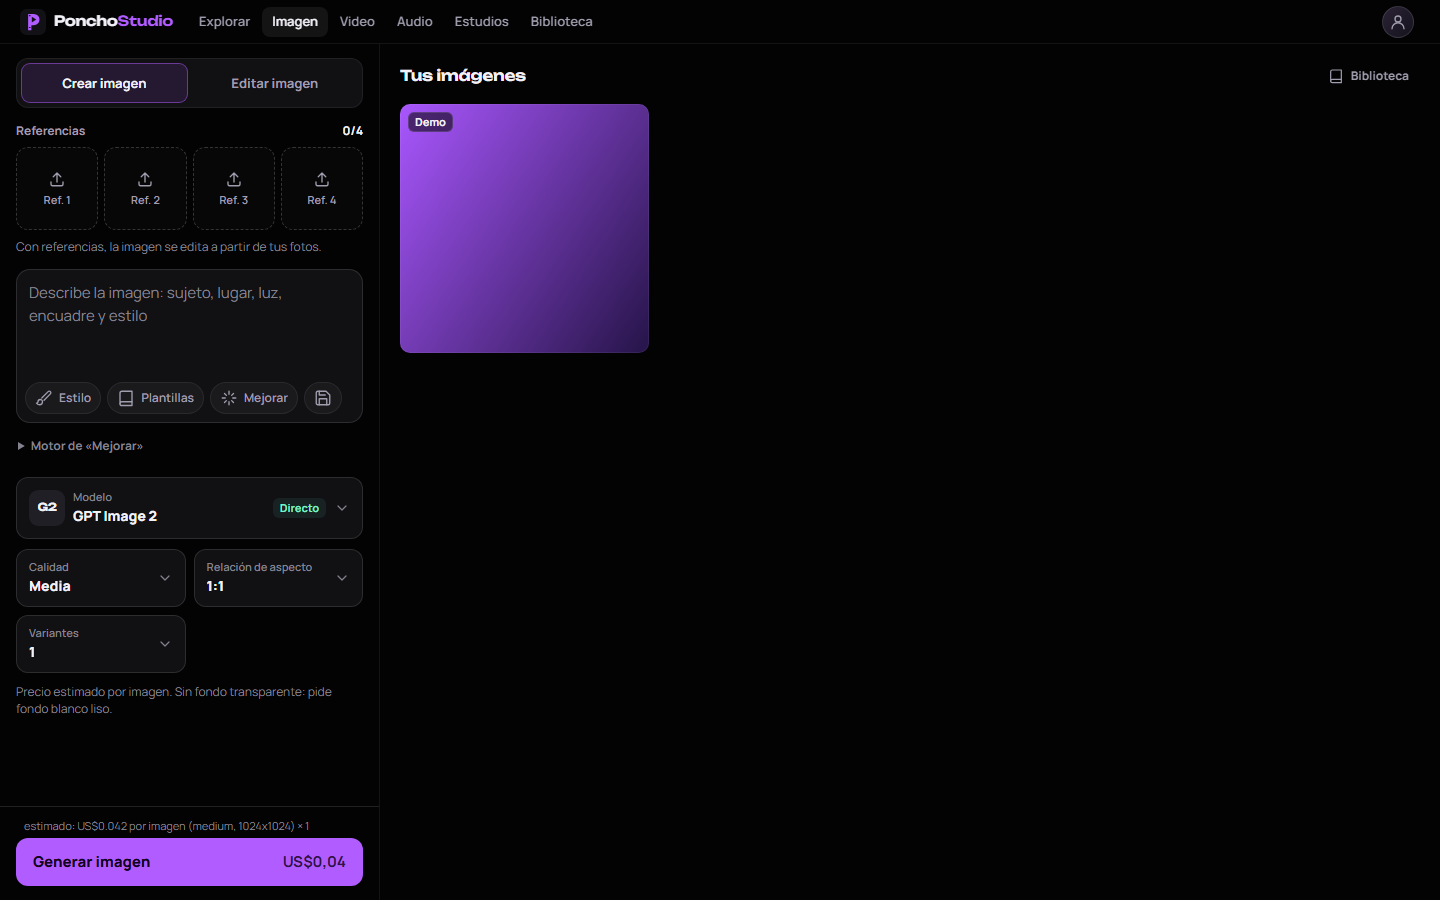 PonchoStudio
Explorar
Imagen
Video
Audio
Estudios
Biblioteca
Crear imagen
Editar imagen
Referencias
0/4
Ref. 1
Ref. 2
Ref. 3
Ref. 4
Con referencias, la imagen se edita a partir de tus fotos.
Describe la imagen: sujeto, lugar, luz,
encuadre y estilo
Estilo
Plantillas
Mejorar
Motor de «Mejorar»
G2
Modelo
GPT Image 2
Directo
Calidad
Media
Relación de aspecto
1:1
Variantes
1
Precio estimado por imagen. Sin fondo transparente: pide
fondo blanco liso.
estimado: US$0.042 por imagen (medium, 1024x1024) × 1
Generar imagen
US$0,04
Tus imágenes
Biblioteca
Demo